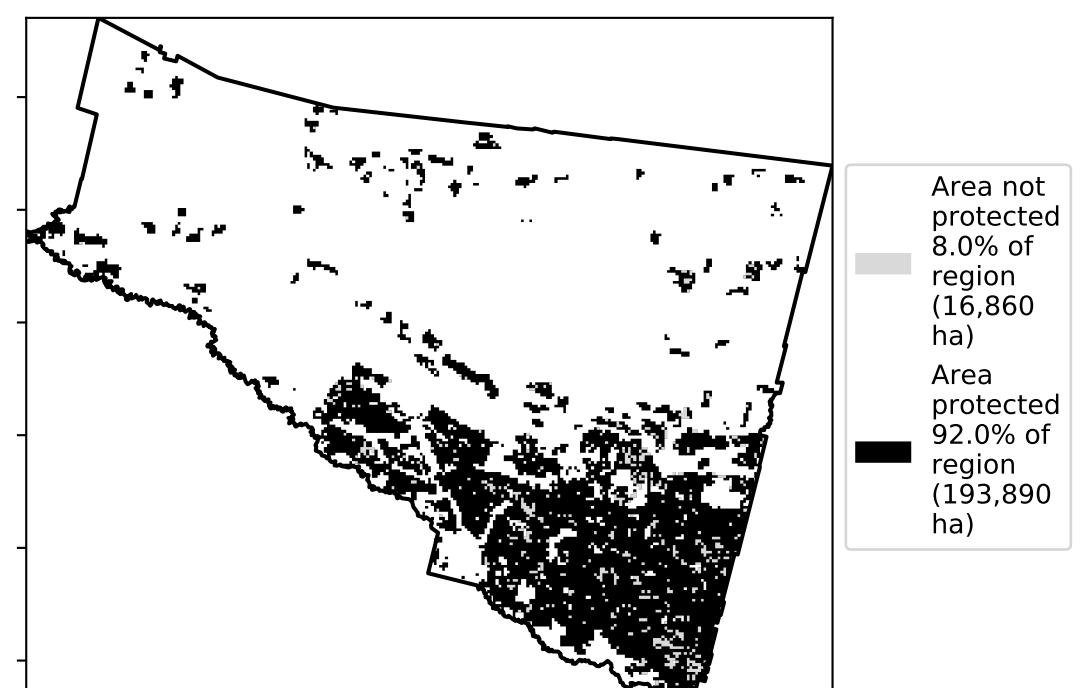 Area not
protected
8.0% of
region
(16,860
ha)
Area
protected
92.0% of
region
(193,890
ha)